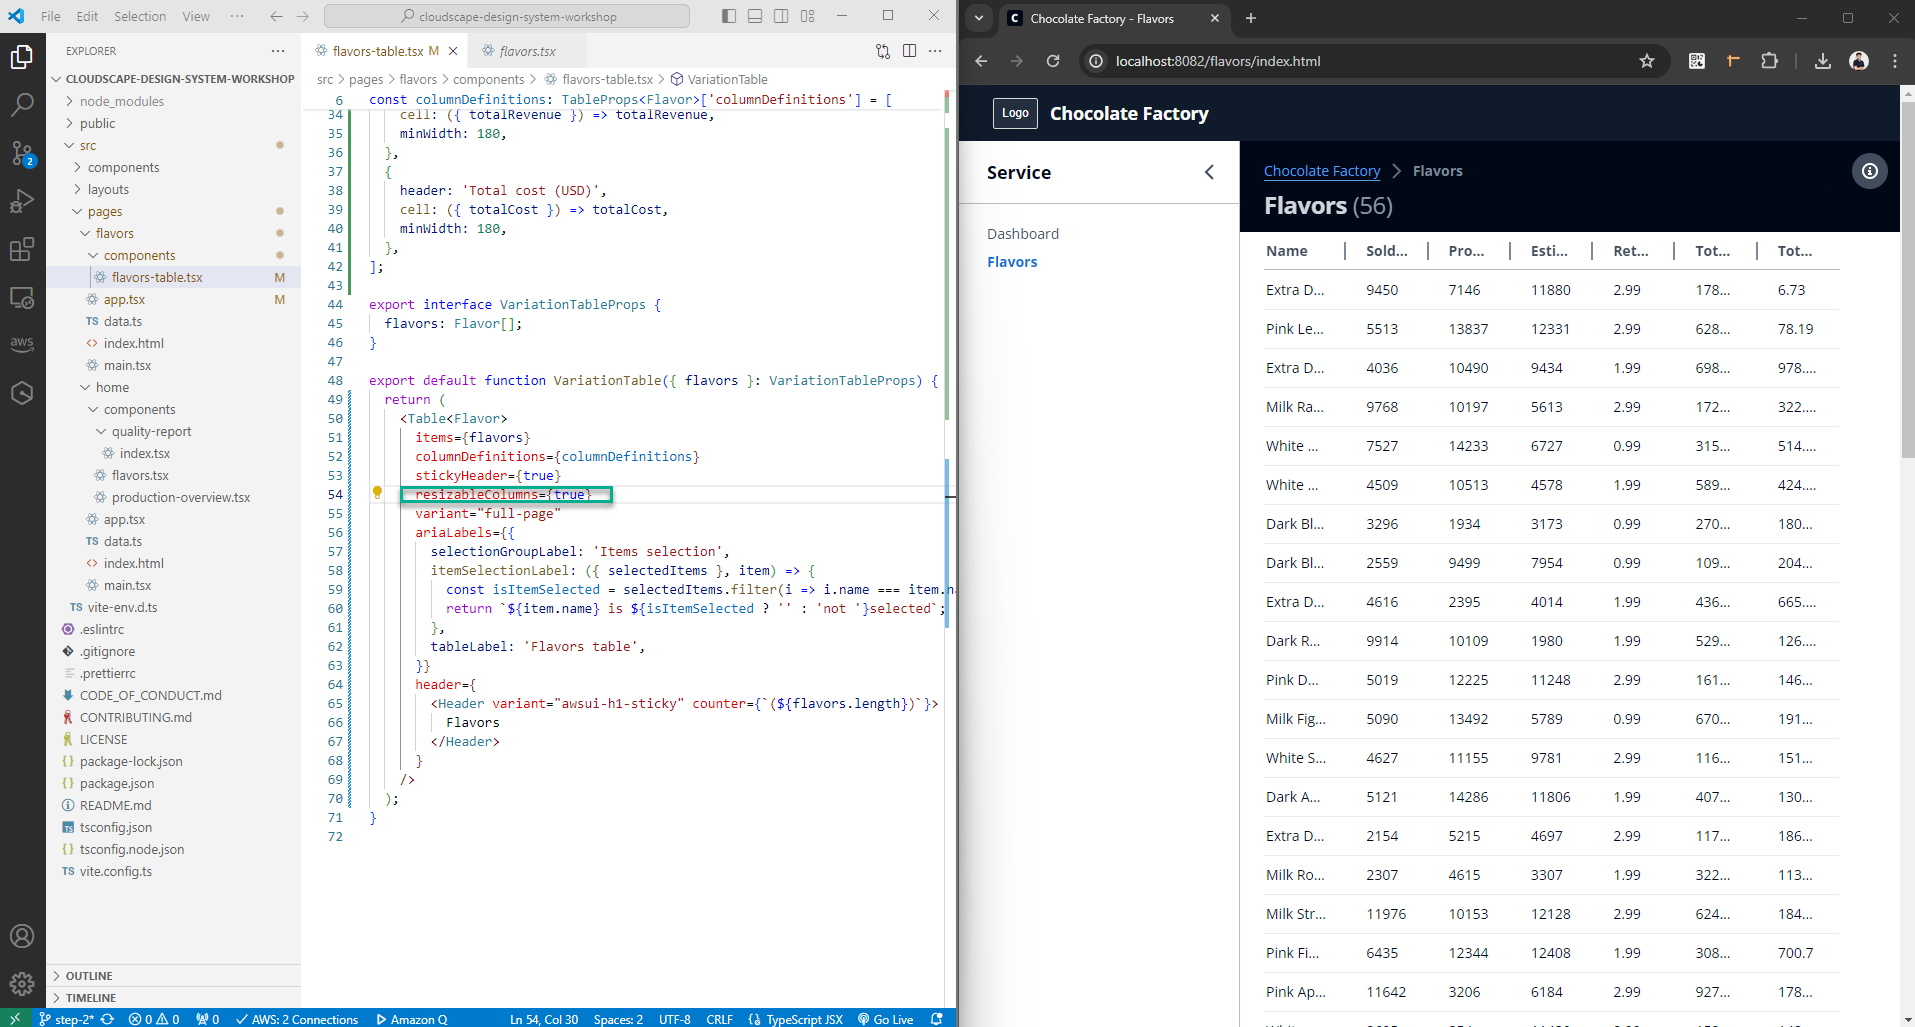 File Edit Selection View ··· cloudscape-design-system-workshop
EXPLORER
CLOUDSCAPE-DESIGN-SYSTEM-WORKSHOP
node_modules
public
src
components
layouts
pages
flavors
components
flavors-table.tsx M
app.tsx M
TS data.ts
<> index.html
main.tsx
home
components
quality-report
index.tsx
flavors.tsx
production-overview.tsx
app.tsx
TS data.ts
<> index.html
main.tsx
TS vite-env.d.ts
.eslintrc
.gitignore
.prettierrc
CODE_OF_CONDUCT.md
CONTRIBUTING.md
LICENSE
{} package-lock.json
{} package.json
README.md
TS tsconfig.json
{} tsconfig.node.json
TS vite.config.ts
OUTLINE
TIMELINE
2
aws
flavors-table.tsx M flavors.tsx
src > pages > flavors > components > flavors-table.tsx > VariationTable
6 const columnDefinitions: TableProps<Flavor>['columnDefinitions'] = [
34 cell: ({ totalRevenue }) => totalRevenue,
35 minWidth: 180,
36 },
37 {
38 header: 'Total cost (USD)',
39 cell: ({ totalCost }) => totalCost,
40 minWidth: 180,
41 },
42 ];
43
44 export interface VariationTableProps {
45 flavors: Flavor[];
46 }
47
48 export default function VariationTable({ flavors }: VariationTableProps) {
49 return (
50 <Table<Flavor>
51 items={flavors}
52 columnDefinitions={columnDefinitions}
53 stickyHeader={true}
54 resizableColumns={true}
55 variant="full-page"
56 ariaLabels={{
57 selectionGroupLabel: 'Items selection',
58 itemSelectionLabel: ({ selectedItems }, item) => {
59 const isItemSelected = selectedItems.filter(i => i.name === item.n
60 return `${item.name} is ${isItemSelected ? '' : 'not '}selected`;
61 },
62 tableLabel: 'Flavors table',
63 }}
64 header={
65 <Header variant="awsui-h1-sticky" counter={`(${flavors.length})`}>
66 Flavors
67 </Header>
68 }
69 />
70 );
71 }
72
step-2* 0 0 0 AWS: 2 Connections Amazon Q Ln 54, Col 30 Spaces: 2 UTF-8 CRLF {} TypeScript JSX Go Live
C Chocolate Factory - Flavors
localhost:8082/flavors/index.html
Logo Chocolate Factory
Service
Dashboard
Flavors
Chocolate Factory > Flavors
Flavors (56)
Name Sold... Pro... Esti... Ret... Tot... Tot...
Extra D... 9450 7146 11880 2.99 178... 6.73
Pink Le... 5513 13837 12331 2.99 628... 78.19
Extra D... 4036 10490 9434 1.99 698... 978....
Milk Ra... 9768 10197 5613 2.99 172... 322....
White ... 7527 14233 6727 0.99 315... 514....
White ... 4509 10513 4578 1.99 589... 424....
Dark Bl... 3296 1934 3173 0.99 270... 180...
Dark Bl... 2559 9499 7954 0.99 109... 204...
Extra D... 4616 2395 4014 1.99 436... 665....
Dark R... 9914 10109 1980 1.99 529... 126....
Pink D... 5019 12225 11248 2.99 161... 146...
Milk Fig... 5090 13492 5789 0.99 670... 191...
White S... 4627 11155 9781 2.99 116... 151...
Dark A... 5121 14286 11806 1.99 407... 130...
Extra D... 2154 5215 4697 2.99 117... 186...
Milk Ro... 2307 4615 3307 1.99 322... 113...
Milk Str... 11976 10153 12128 2.99 624... 184...
Pink Fi... 6435 12344 12408 1.99 308... 700.7
Pink Ap... 11642 3206 6184 2.99 927... 178...